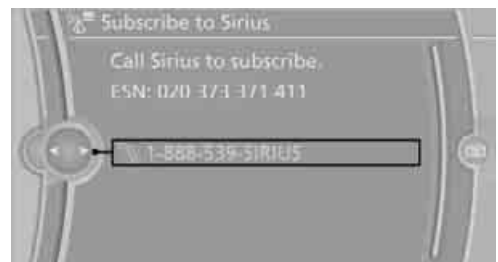 Subscribe to Sirius
Call Sirius to subscribe.
ESN: 020 373 371 411
1-888-539-SIRIUS